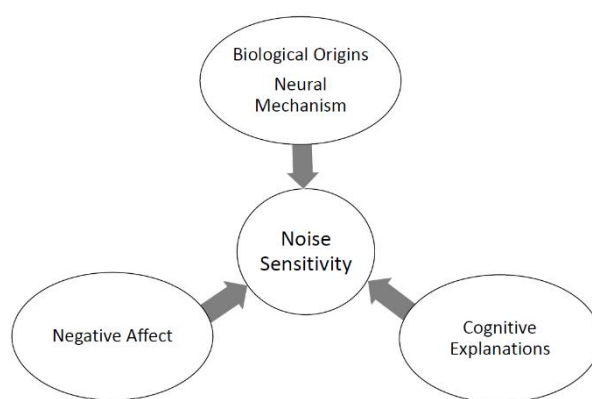 Biological Origins
Neural
Mechanism
Noise
Sensitivity
Negative Affect
Cognitive
Explanations